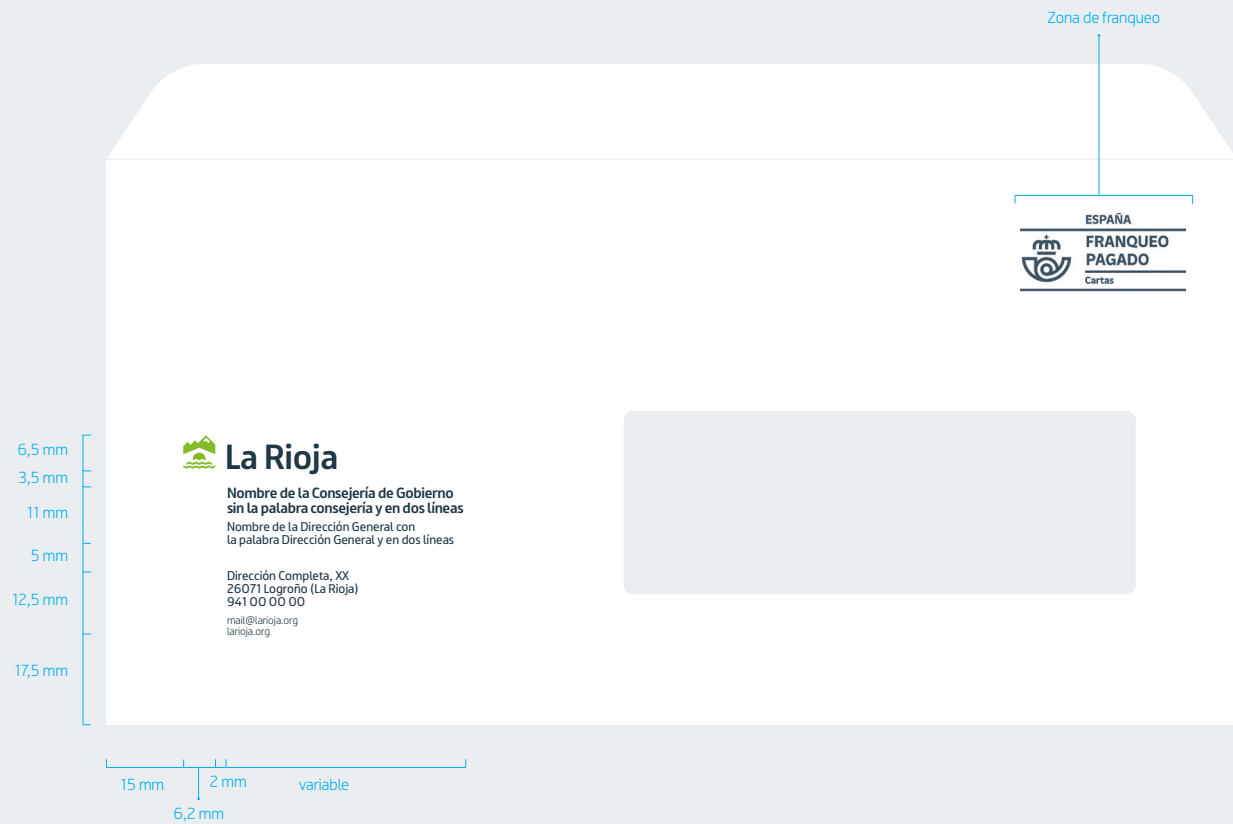 Zona de franqueo
ESPAÑA
FRANQUEO
PAGADO
Cartas
6,5 mm
3,5 mm
11 mm
5 mm
12,5 mm
17,5 mm
La Rioja
Nombre de la Consejería de Gobierno
sin la palabra consejería y en dos líneas
Nombre de la Dirección General con
la palabra Dirección General y en dos líneas
Dirección Completa, XX
26071 Logroño (La Rioja)
941 00 00 00
mail@larioja.org
larioja.org
15 mm
2 mm
variable
6,2 mm